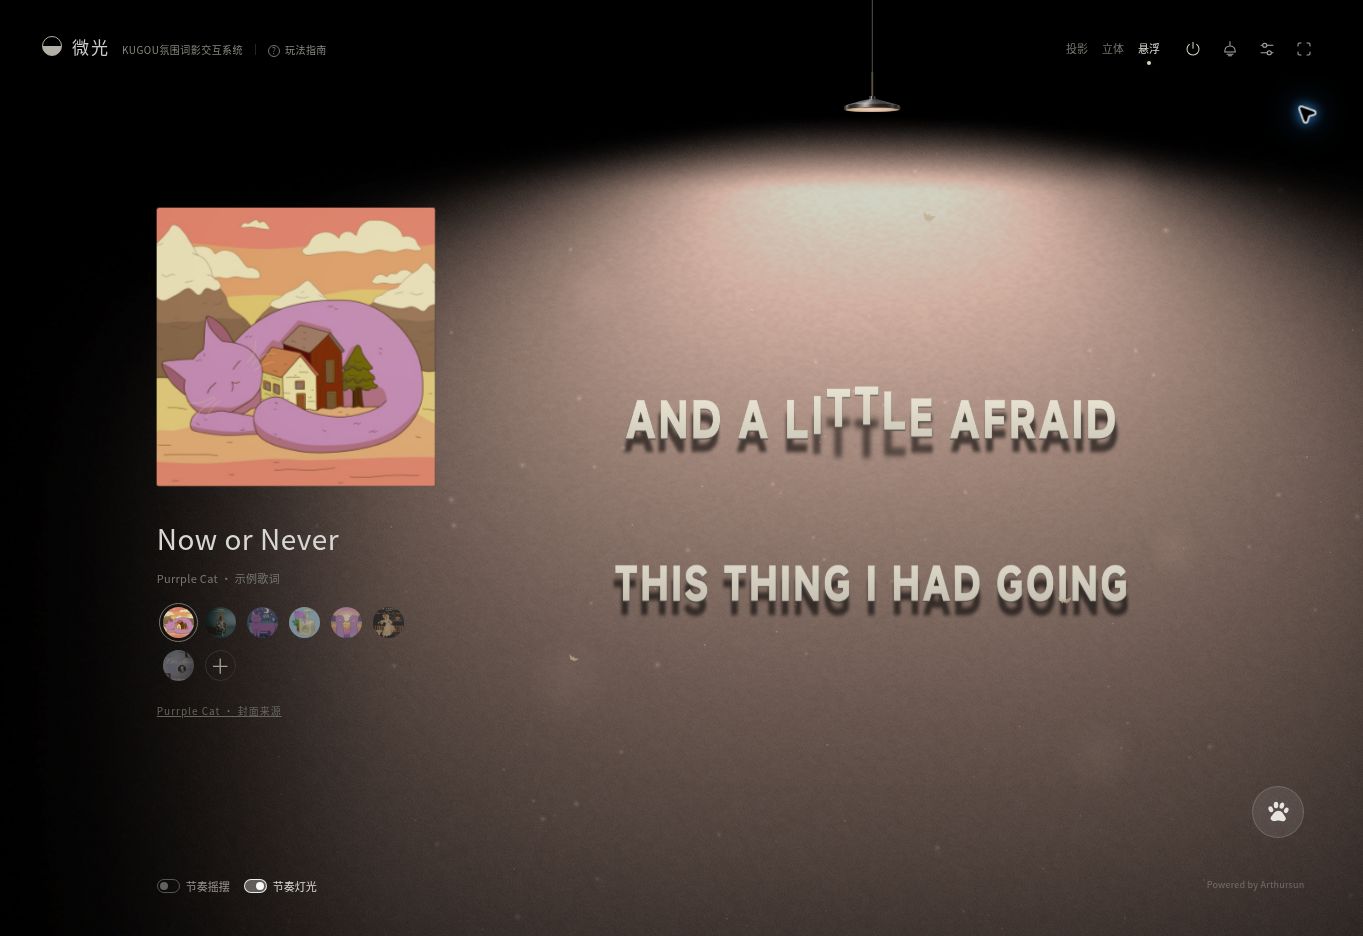 微光 KUGOU氛围词影交互系统 ? 玩法指南
投影 立体 悬浮
AND A LITTLE AFRAID
THIS THING I HAD GOING
Now or Never
Purrple Cat · 示例歌词
Purrple Cat · 封面来源
节奏摇摆 节奏灯光
Powered by Arthursun